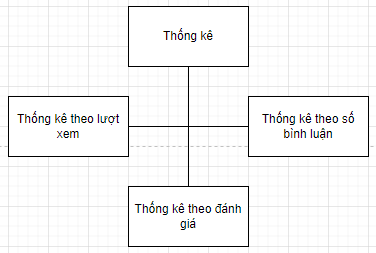 Thống kê
Thống kê theo lượt
xem
Thống kê theo số
bình luận
Thống kê theo đánh
giá